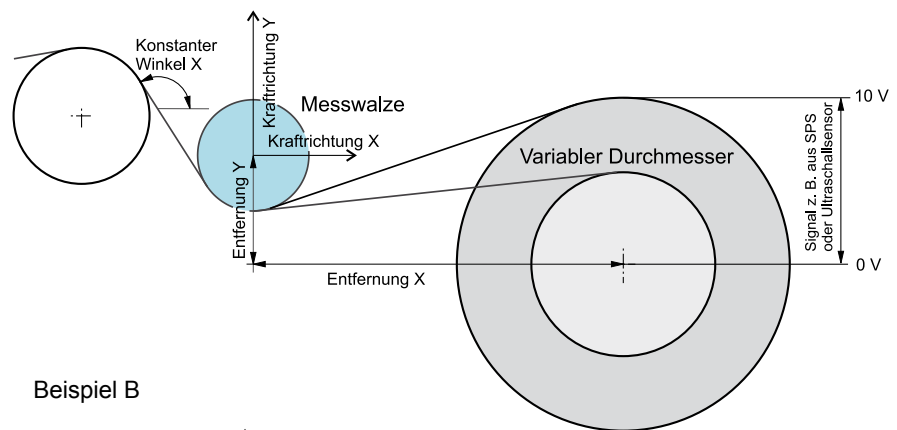 Konstanter
Winkel X
Kraftrichtung Y
Messwalze
Kraftrichtung X
Entfernung Y
Entfernung X
Variabler Durchmesser
10 V
Signal z. B. aus SPS
oder Ultraschallsensor
0 V
Beispiel B